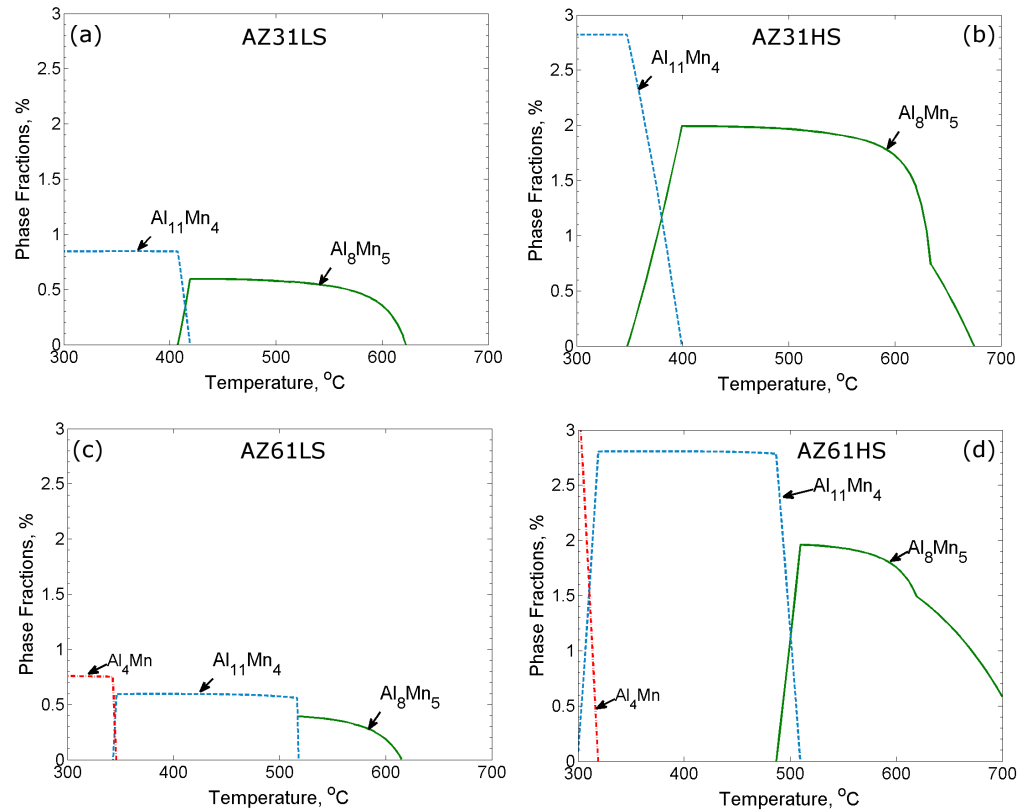 (a)
AZ31LS
Phase Fractions, %
3
2.5
2
1.5
1
0.5
0
Al11Mn4
Al8Mn5
300 400 500 600 700
Temperature, oC
AZ31HS
(b)
Phase Fractions, %
3
2.5
2
1.5
1
0.5
0
Al11Mn4
Al8Mn5
300 400 500 600 700
Temperature, oC
(c)
AZ61LS
Phase Fractions, %
3
2.5
2
1.5
1
0.5
0
Al4Mn
Al11Mn4
Al8Mn5
300 400 500 600 700
Temperature, oC
AZ61HS
(d)
Phase Fractions, %
3
2.5
2
1.5
1
0.5
0
Al11Mn4
Al8Mn5
Al4Mn
300 400 500 600 700
Temperature, oC